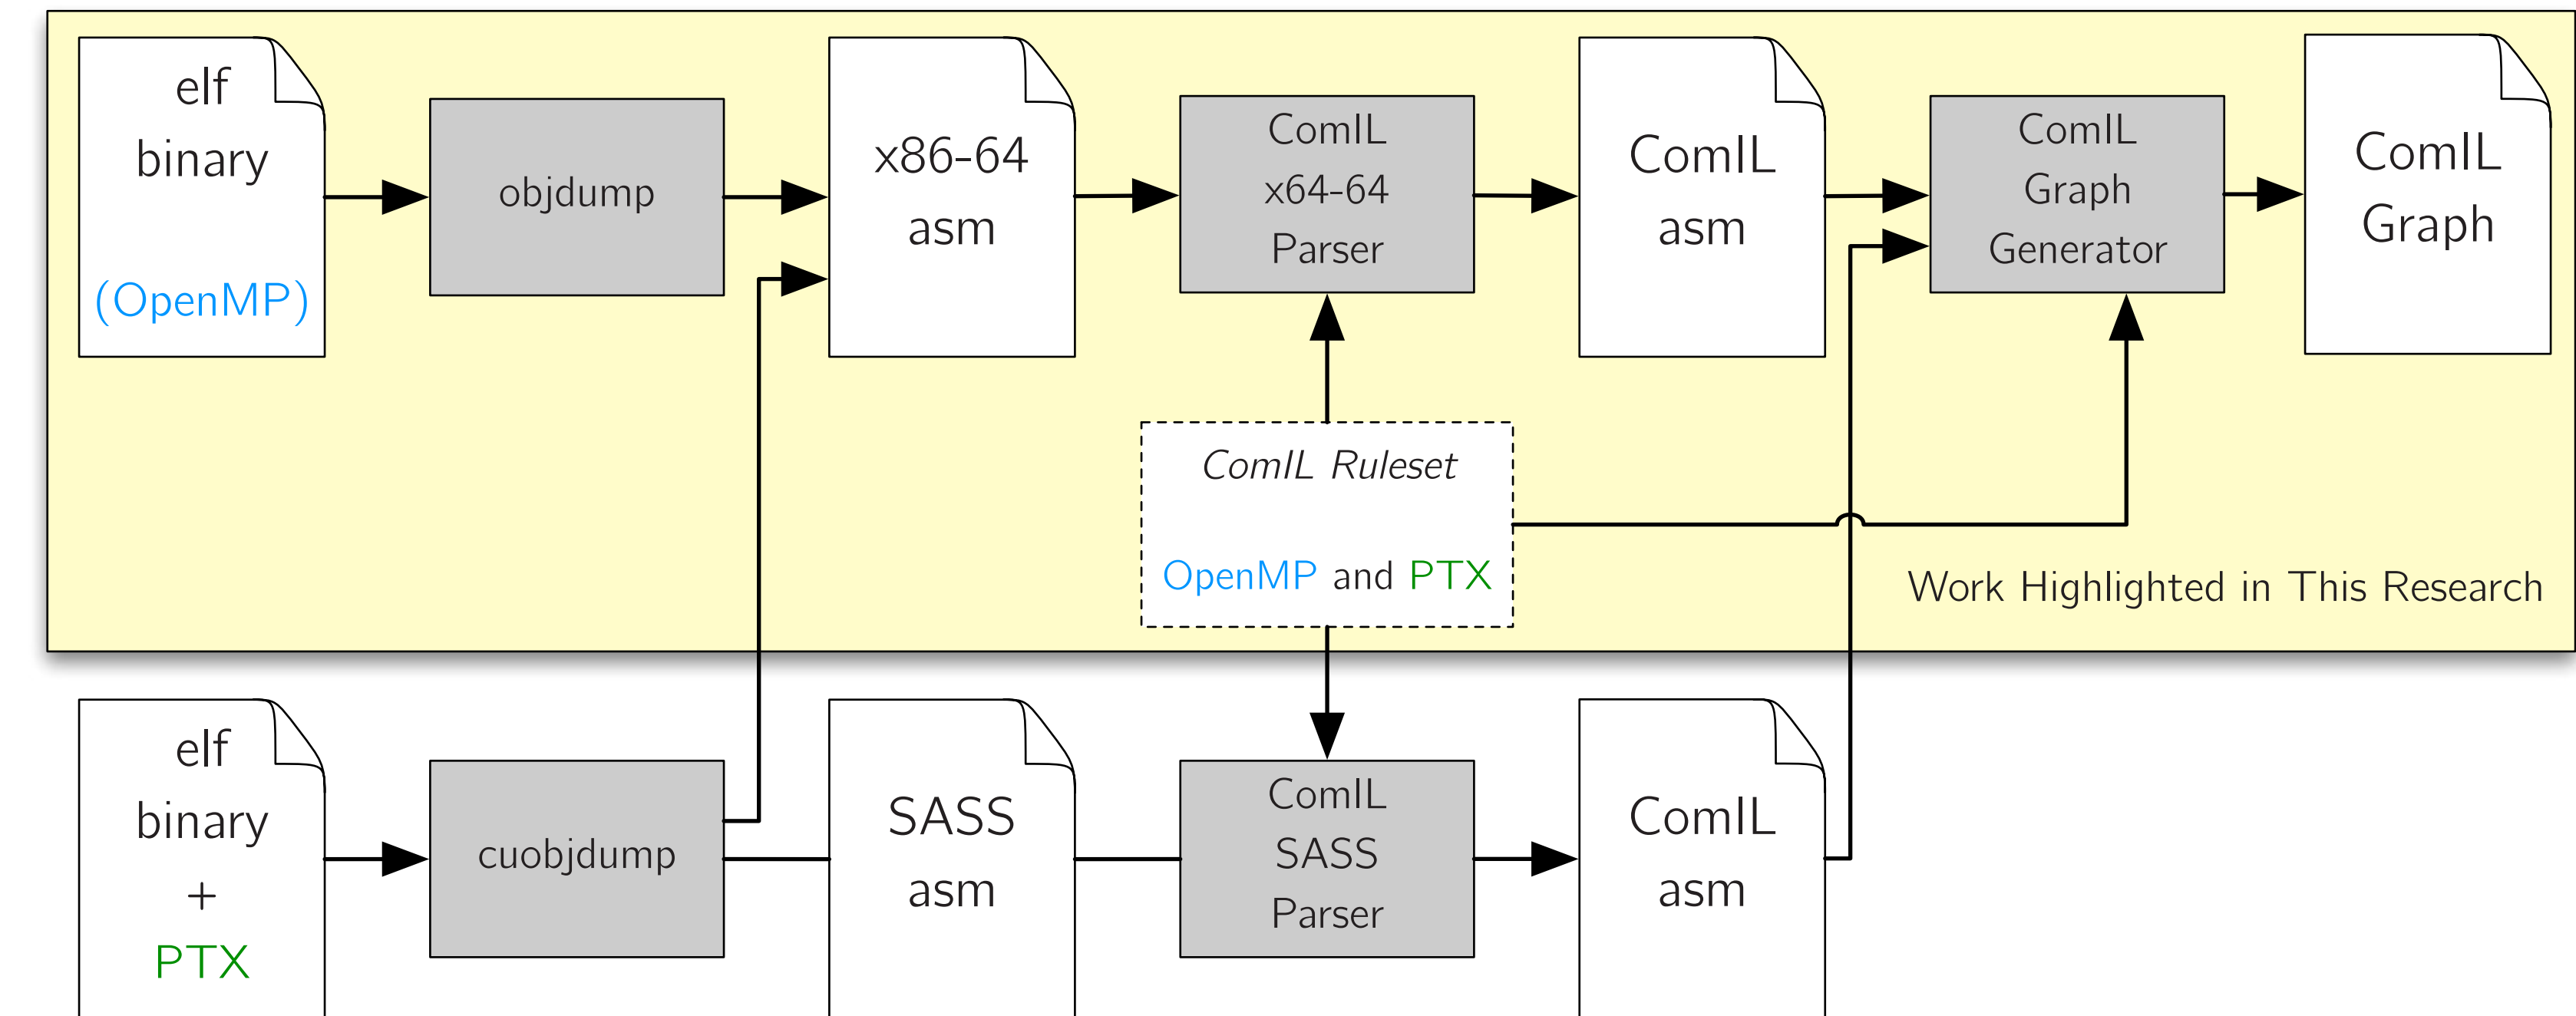 elf
binary
(OpenMP)
objdump
x86-64
asm
ComIL
x64-64
Parser
ComIL
asm
ComIL
Graph
Generator
ComIL
Graph
ComIL Ruleset
OpenMP and PTX
Work Highlighted in This Research
elf
binary
+
PTX
cuobjdump
SASS
asm
ComIL
SASS
Parser
ComIL
asm